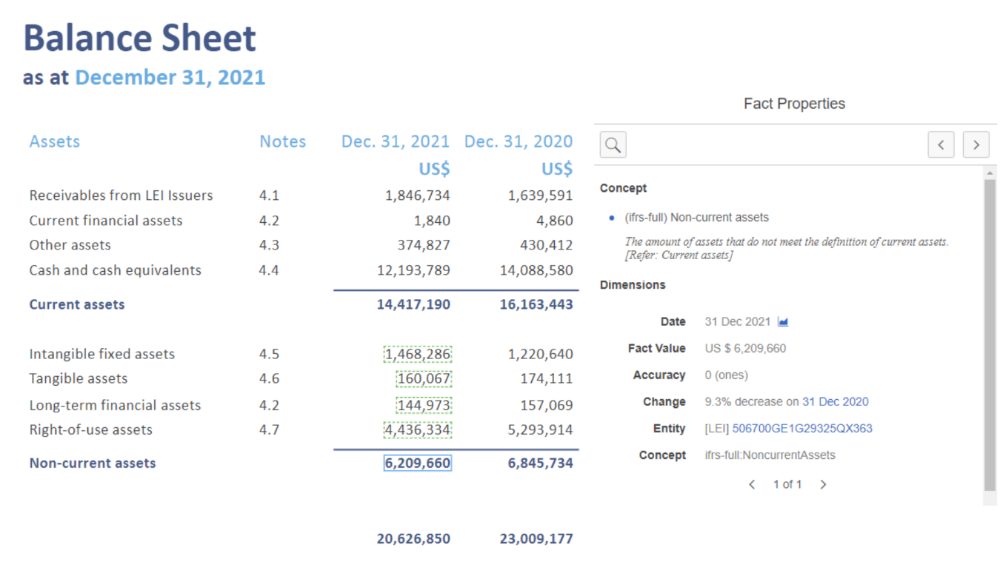 Balance Sheet
as at December 31, 2021
Assets Notes Dec. 31, 2021 Dec. 31, 2020
US$ US$
Receivables from LEI Issuers 4.1 1,846,734 1,639,591
Current financial assets 4.2 1,840 4,860
Other assets 4.3 374,827 430,412
Cash and cash equivalents 4.4 12,193,789 14,088,580
Current assets 14,417,190 16,163,443
Intangible fixed assets 4.5 1,468,286 1,220,640
Tangible assets 4.6 160,067 174,111
Long-term financial assets 4.2 144,973 157,069
Right-of-use assets 4.7 4,436,334 5,293,914
Non-current assets 6,209,660 6,845,734
20,626,850 23,009,177
Fact Properties
Concept
(ifrs-full) Non-current assets
The amount of assets that do not meet the definition of current assets.
[Refer: Current assets]
Dimensions
Date 31 Dec 2021
Fact Value US $ 6,209,660
Accuracy 0 (ones)
Change 9.3% decrease on 31 Dec 2020
Entity [LEI] 506700GE1G29325QX363
Concept ifrs-full:NoncurrentAssets
1 of 1